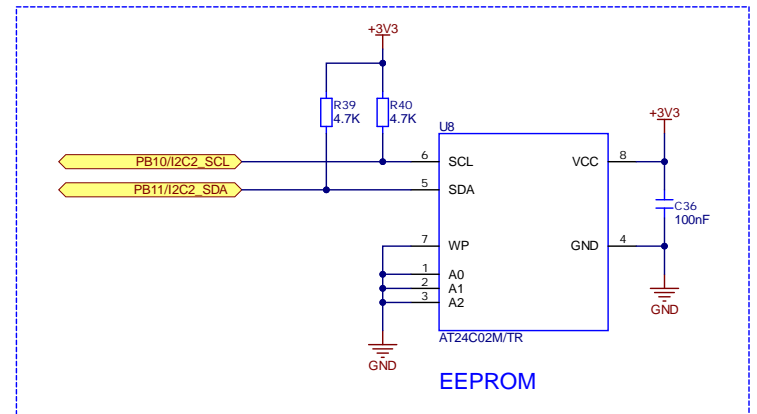 +3V3
R39
4.7K
R40
4.7K
+3V3
U8
PB10/I2C2_SCL
6 SCL
VCC 8
PB11/I2C2_SDA
5 SDA
C36
100nF
7 WP
GND 4
1 A0
2 A1
3 A2
GND
GND
AT24C02M/TR
EEPROM